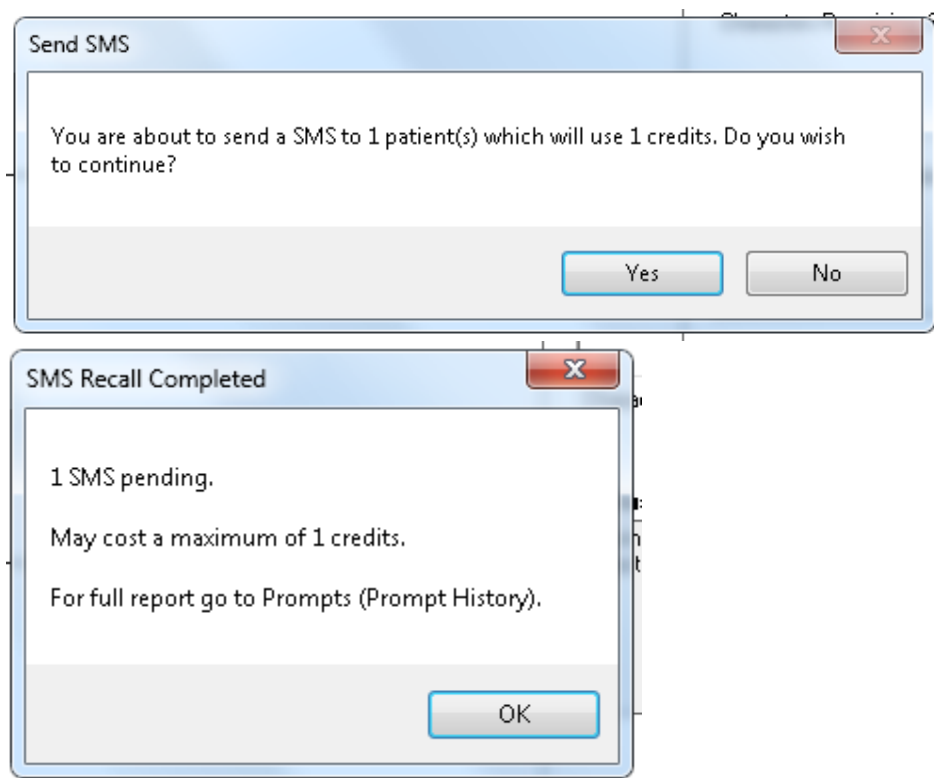 Send SMS
You are about to send a SMS to 1 patient(s) which will use 1 credits. Do you wish
to continue?
Yes
No
SMS Recall Completed
1 SMS pending.
May cost a maximum of 1 credits.
For full report go to Prompts (Prompt History).
OK